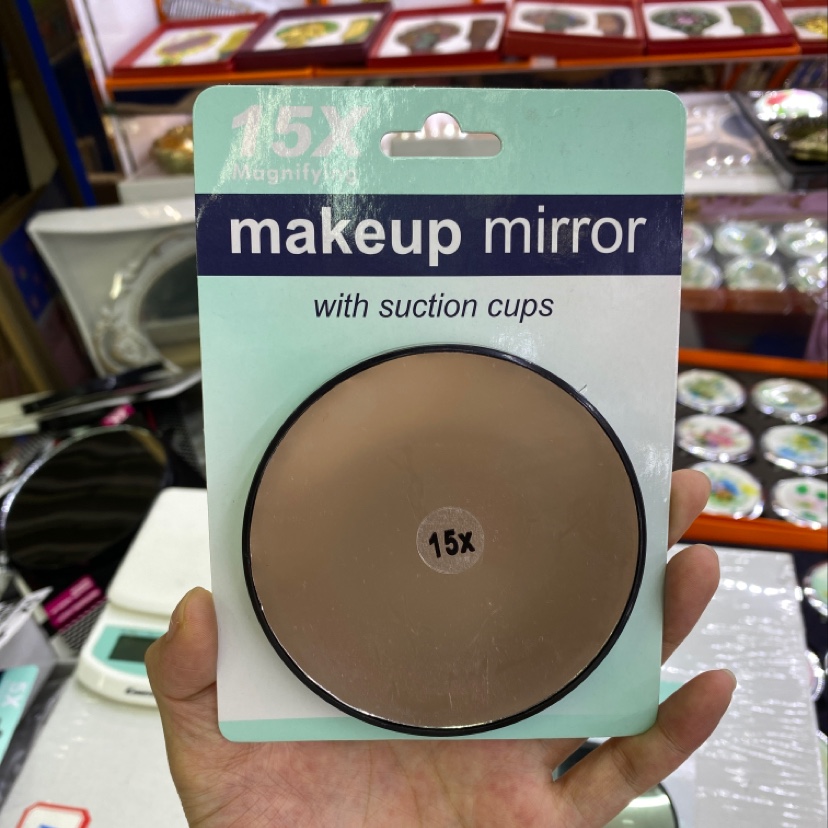 15X
Magnifying
makeup mirror
with suction cups
15X